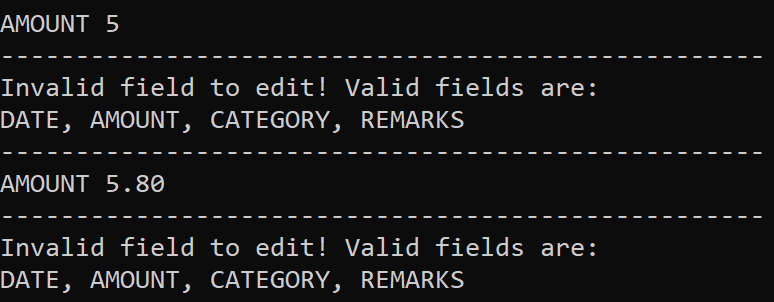 AMOUNT 5
---------------------------------------------------
Invalid field to edit! Valid fields are:
DATE, AMOUNT, CATEGORY, REMARKS
---------------------------------------------------
AMOUNT 5.80
---------------------------------------------------
Invalid field to edit! Valid fields are:
DATE, AMOUNT, CATEGORY, REMARKS